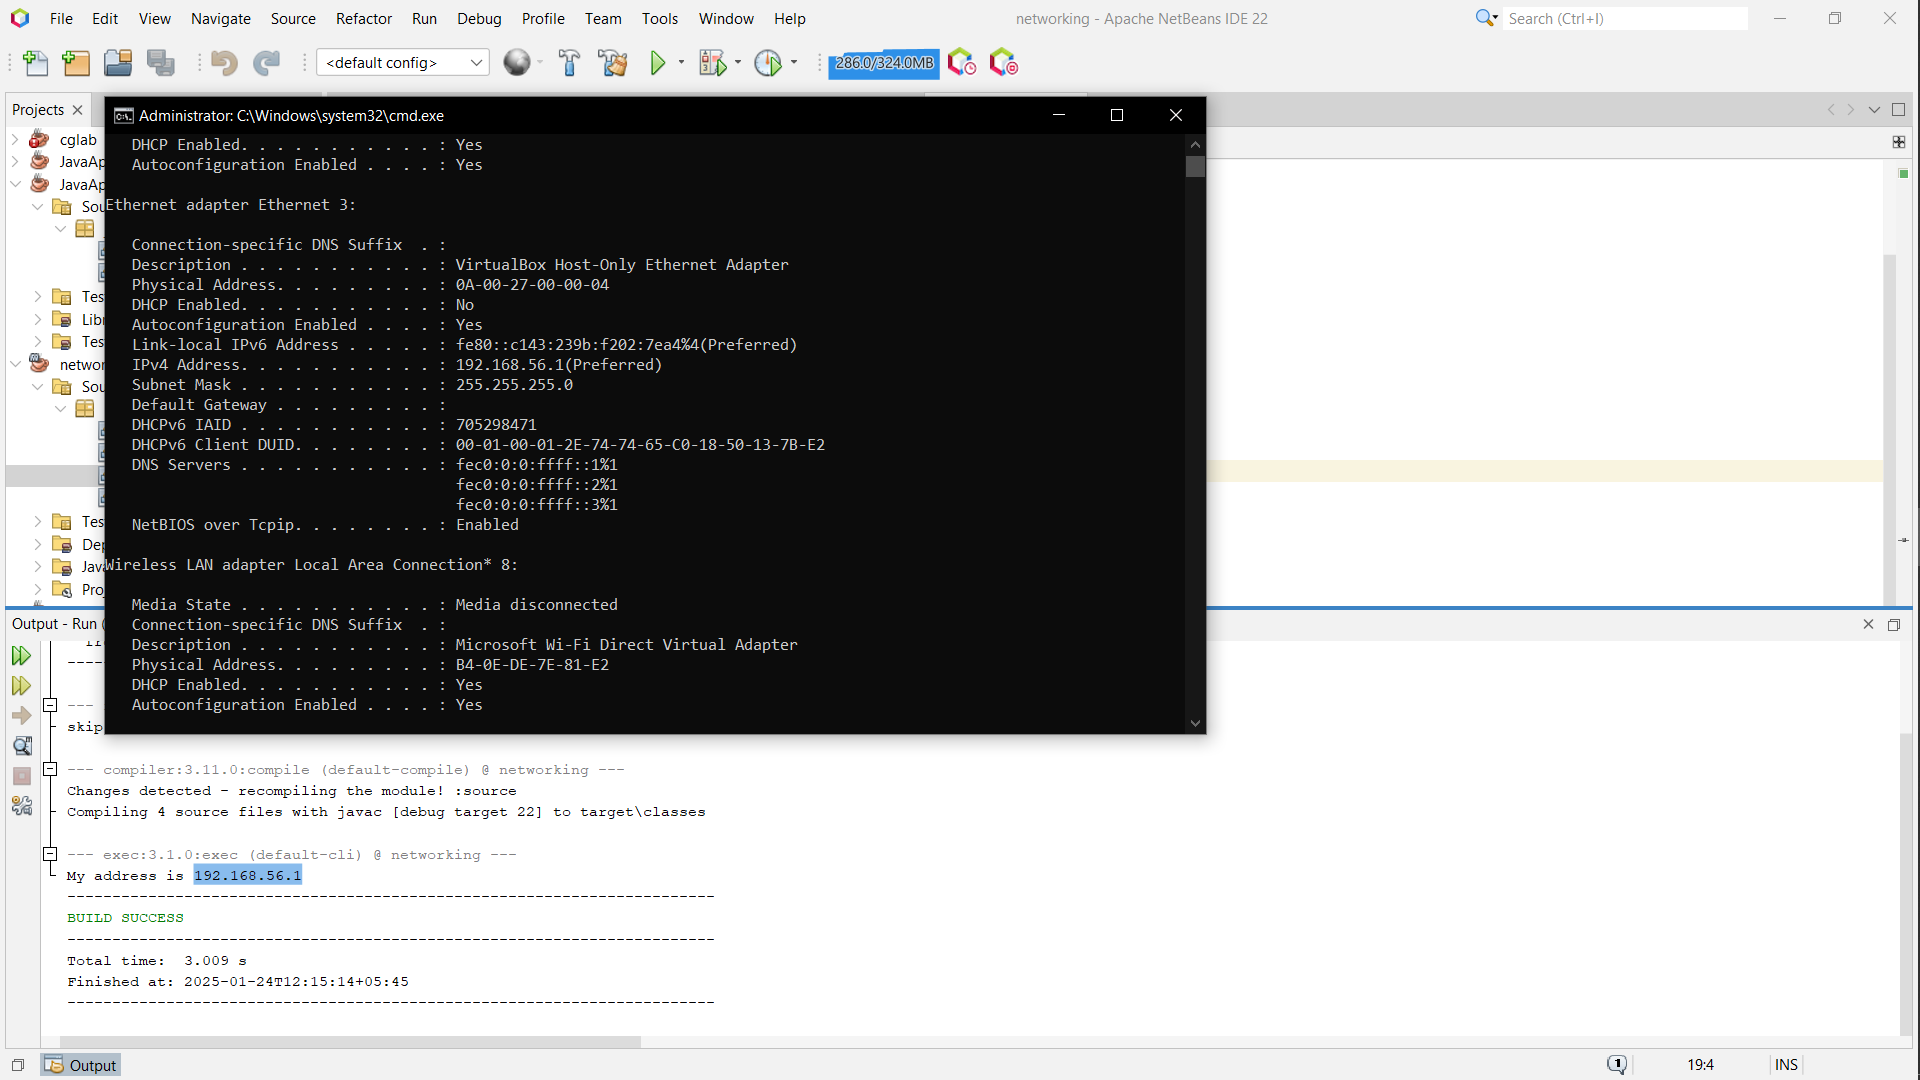 File Edit View Navigate Source Refactor Run Debug Profile Team Tools Window Help
networking - Apache NetBeans IDE 22
Search (Ctrl+I)
<default config>
286.0/324.0MB
Projects
cglab
JavaAp
JavaAp
Sou
Tes
Libr
Tes
networ
Sou
Tes
Dep
Jav
Pro
Administrator: C:\Windows\system32\cmd.exe
DHCP Enabled. . . . . . . . . . . : Yes
Autoconfiguration Enabled . . . . : Yes
Ethernet adapter Ethernet 3:
Connection-specific DNS Suffix . :
Description . . . . . . . . . . . : VirtualBox Host-Only Ethernet Adapter
Physical Address. . . . . . . . . : 0A-00-27-00-00-04
DHCP Enabled. . . . . . . . . . . : No
Autoconfiguration Enabled . . . . : Yes
Link-local IPv6 Address . . . . . : fe80::c143:239b:f202:7ea4%4(Preferred)
IPv4 Address. . . . . . . . . . . : 192.168.56.1(Preferred)
Subnet Mask . . . . . . . . . . . : 255.255.255.0
Default Gateway . . . . . . . . . :
DHCPv6 IAID . . . . . . . . . . . : 705298471
DHCPv6 Client DUID. . . . . . . . : 00-01-00-01-2E-74-74-65-C0-18-50-13-7B-E2
DNS Servers . . . . . . . . . . . : fec0:0:0:ffff::1%1
fec0:0:0:ffff::2%1
fec0:0:0:ffff::3%1
NetBIOS over Tcpip. . . . . . . . : Enabled
Wireless LAN adapter Local Area Connection* 8:
Media State . . . . . . . . . . . : Media disconnected
Connection-specific DNS Suffix . :
Description . . . . . . . . . . . : Microsoft Wi-Fi Direct Virtual Adapter
Physical Address. . . . . . . . . : B4-0E-DE-7E-81-E2
DHCP Enabled. . . . . . . . . . . : Yes
Autoconfiguration Enabled . . . . : Yes
Output - Run (
----
---
skip
--- compiler:3.11.0:compile (default-compile) @ networking ---
Changes detected - recompiling the module! :source
Compiling 4 source files with javac [debug target 22] to target\classes
--- exec:3.1.0:exec (default-cli) @ networking ---
My address is 192.168.56.1
------------------------------------------------------------------------
BUILD SUCCESS
------------------------------------------------------------------------
Total time:  3.009 s
Finished at: 2025-01-24T12:15:14+05:45
------------------------------------------------------------------------
Output
1
19:4
INS